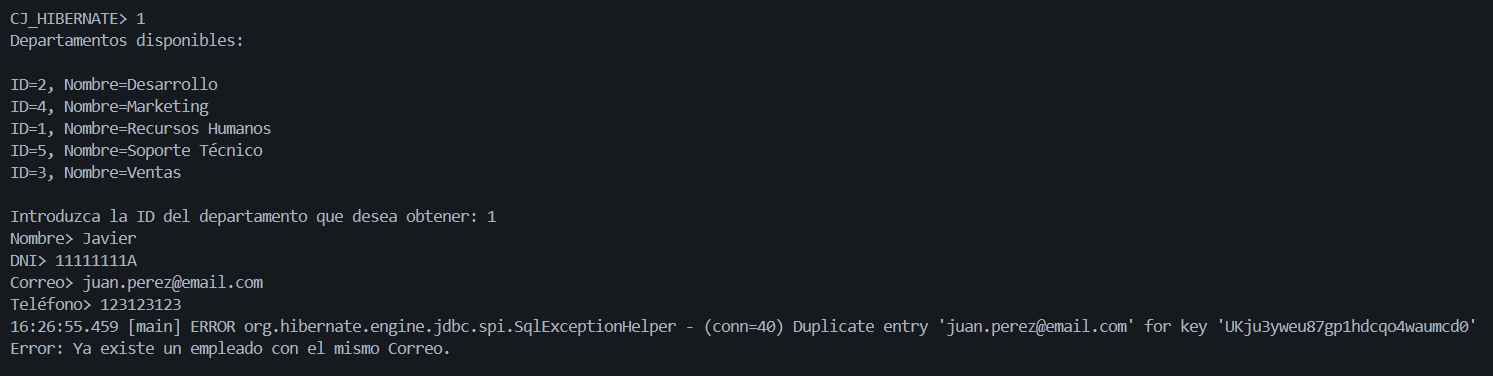 CJ_HIBERNATE> 1
Departamentos disponibles:
ID=2, Nombre=Desarrollo
ID=4, Nombre=Marketing
ID=1, Nombre=Recursos Humanos
ID=5, Nombre=Soporte Técnico
ID=3, Nombre=Ventas
Introduzca la ID del departamento que desea obtener: 1
Nombre> Javier
DNI> 11111111A
Correo> juan.perez@email.com
Teléfono> 123123123
16:26:55.459 [main] ERROR org.hibernate.engine.jdbc.spi.SqlExceptionHelper - (conn=40) Duplicate entry 'juan.perez@email.com' for key 'UKju3yweu87gp1hdcqo4waumcd0'
Error: Ya existe un empleado con el mismo Correo.